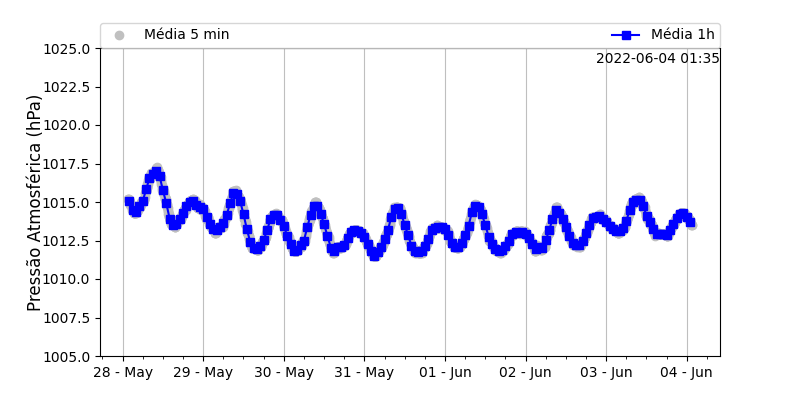 Média 5 min
Média 1h
2022-06-04 01:35
Pressão Atmosférica (hPa)
1025.0
1022.5
1020.0
1017.5
1015.0
1012.5
1010.0
1007.5
1005.0
28 - May
29 - May
30 - May
31 - May
01 - Jun
02 - Jun
03 - Jun
04 - Jun